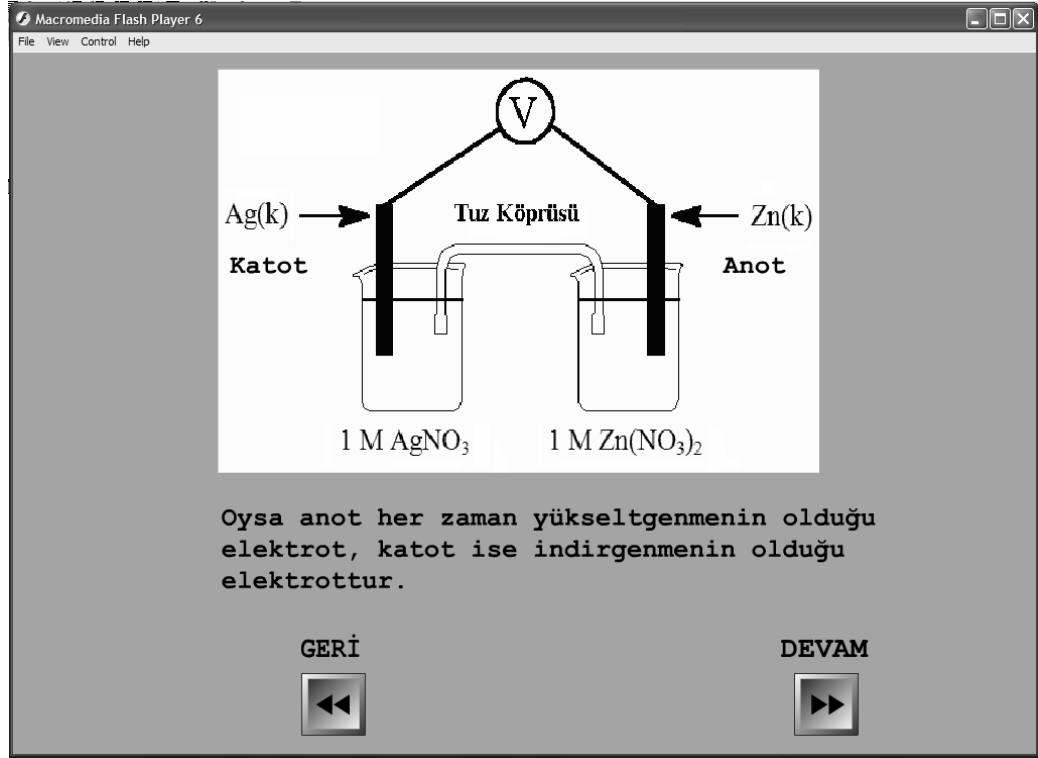 Macromedia Flash Player 6
File View Control Help
V
Ag(k)
Tuz Köprüsü
Zn(k)
Katot
Anot
1 M AgNO₃
1 M Zn(NO₃)₂
Oysa anot her zaman yükseltgenmenin olduğu
elektrot, katot ise indirgenmenin olduğu
elektrottur.
GERİ
DEVAM